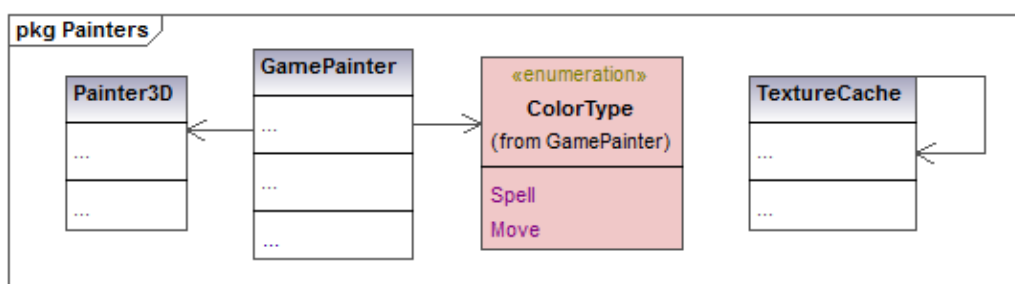 pkg Painters
Painter3D
...
...
GamePainter
...
...
...
«enumeration»
ColorType
(from GamePainter)
Spell
Move
TextureCache
...
...